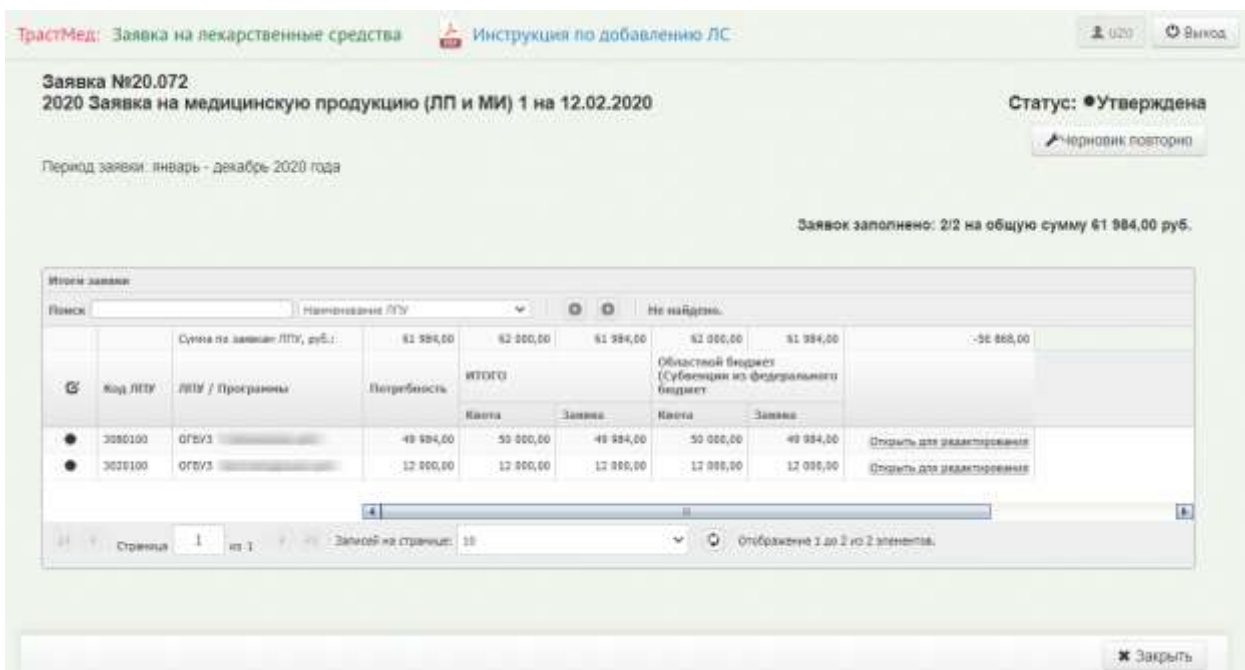 ТрастМед: Заявка на лекарственные средства Инструкция по добавлению ЛС u20 Выход
Заявка №20.072
2020 Заявка на медицинскую продукцию (ЛП и МИ) 1 на 12.02.2020 Статус: Утверждена
Черновик повторно
Период заявки: январь - декабрь 2020 года
Заявок заполнено: 2/2 на общую сумму 61 984,00 руб.
Итоги заявки
Поиск Наименование ЛПУ Не найдено.
Сумма по заявкам ЛПУ, руб.: 61 984,00 62 000,00 61 984,00 62 000,00 61 984,00
Код ЛПУ ЛПУ / Программы Потребность ИТОГО Областной бюджет (Субвенции из федерального бюджет
Квота Заявка Квота Заявка
3080100 ОГБУЗ 49 984,00 50 000,00 49 984,00 50 000,00 49 984,00 Открыть для редактирования
3020100 ОГБУЗ 12 000,00 12 000,00 12 000,00 12 000,00 12 000,00 Открыть для редактирования
Страница 1 из 1 Записей на странице: 10 Отображение 1 до 2 из 2 элементов.
Закрыть